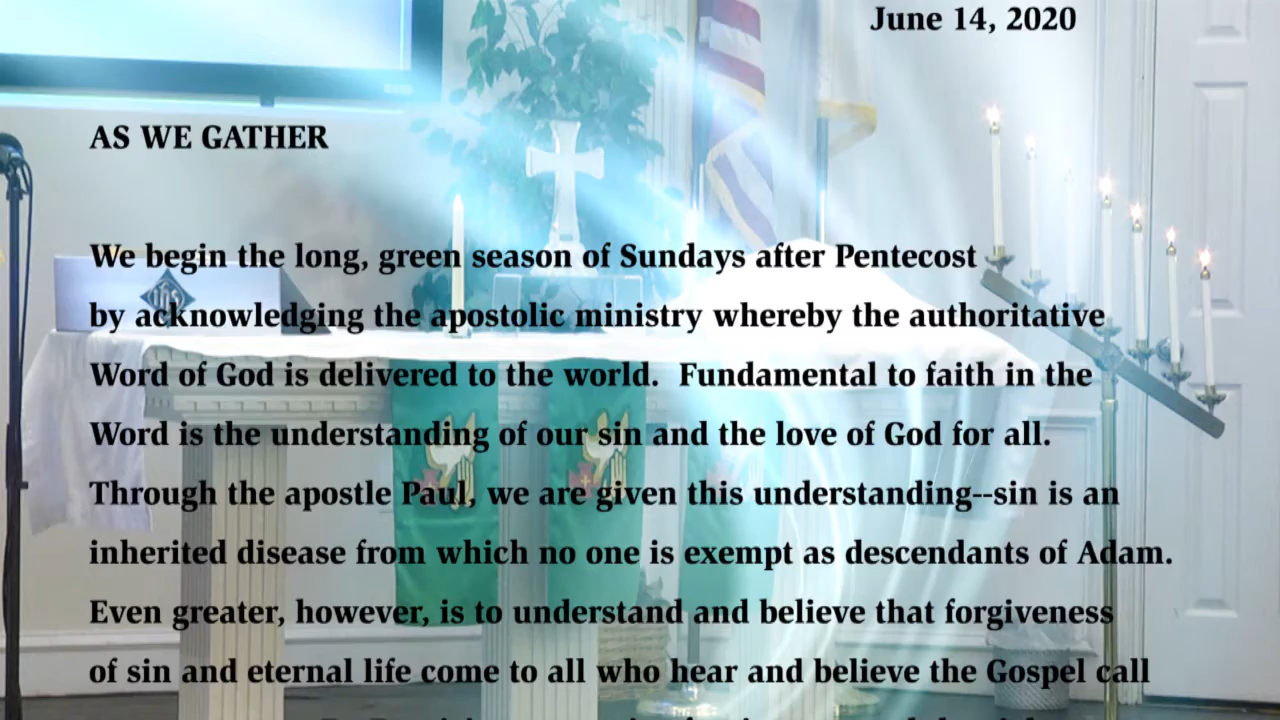 June 14, 2020
AS WE GATHER
We begin the long, green season of Sundays after Pentecost
by acknowledging the apostolic ministry whereby the authoritative
Word of God is delivered to the world.  Fundamental to faith in the
Word is the understanding of our sin and the love of God for all.
Through the apostle Paul, we are given this understanding--sin is an
inherited disease from which no one is exempt as descendants of Adam.
Even greater, however, is to understand and believe that forgiveness
of sin and eternal life come to all who hear and believe the Gospel call